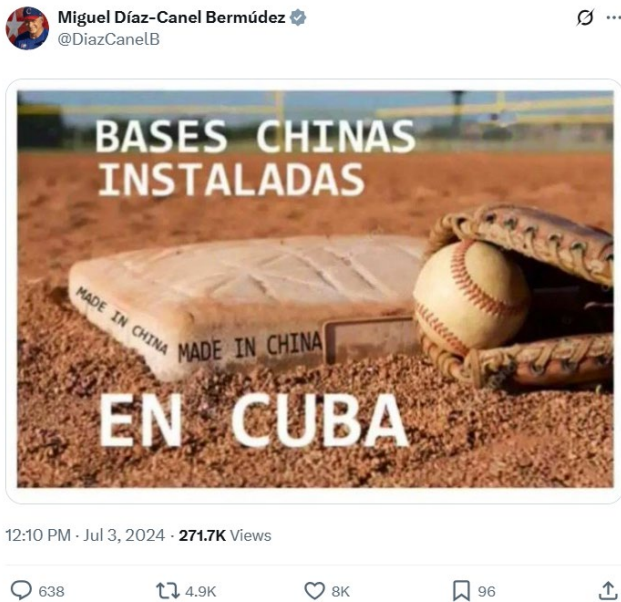 Miguel Díaz-Canel Bermúdez
@DiazCanelB
BASES CHINAS
INSTALADAS
MADE IN CHINA
MADE IN CHINA
EN CUBA
12:10 PM · Jul 3, 2024 · 271.7K Views
638 4.9K 8K 96